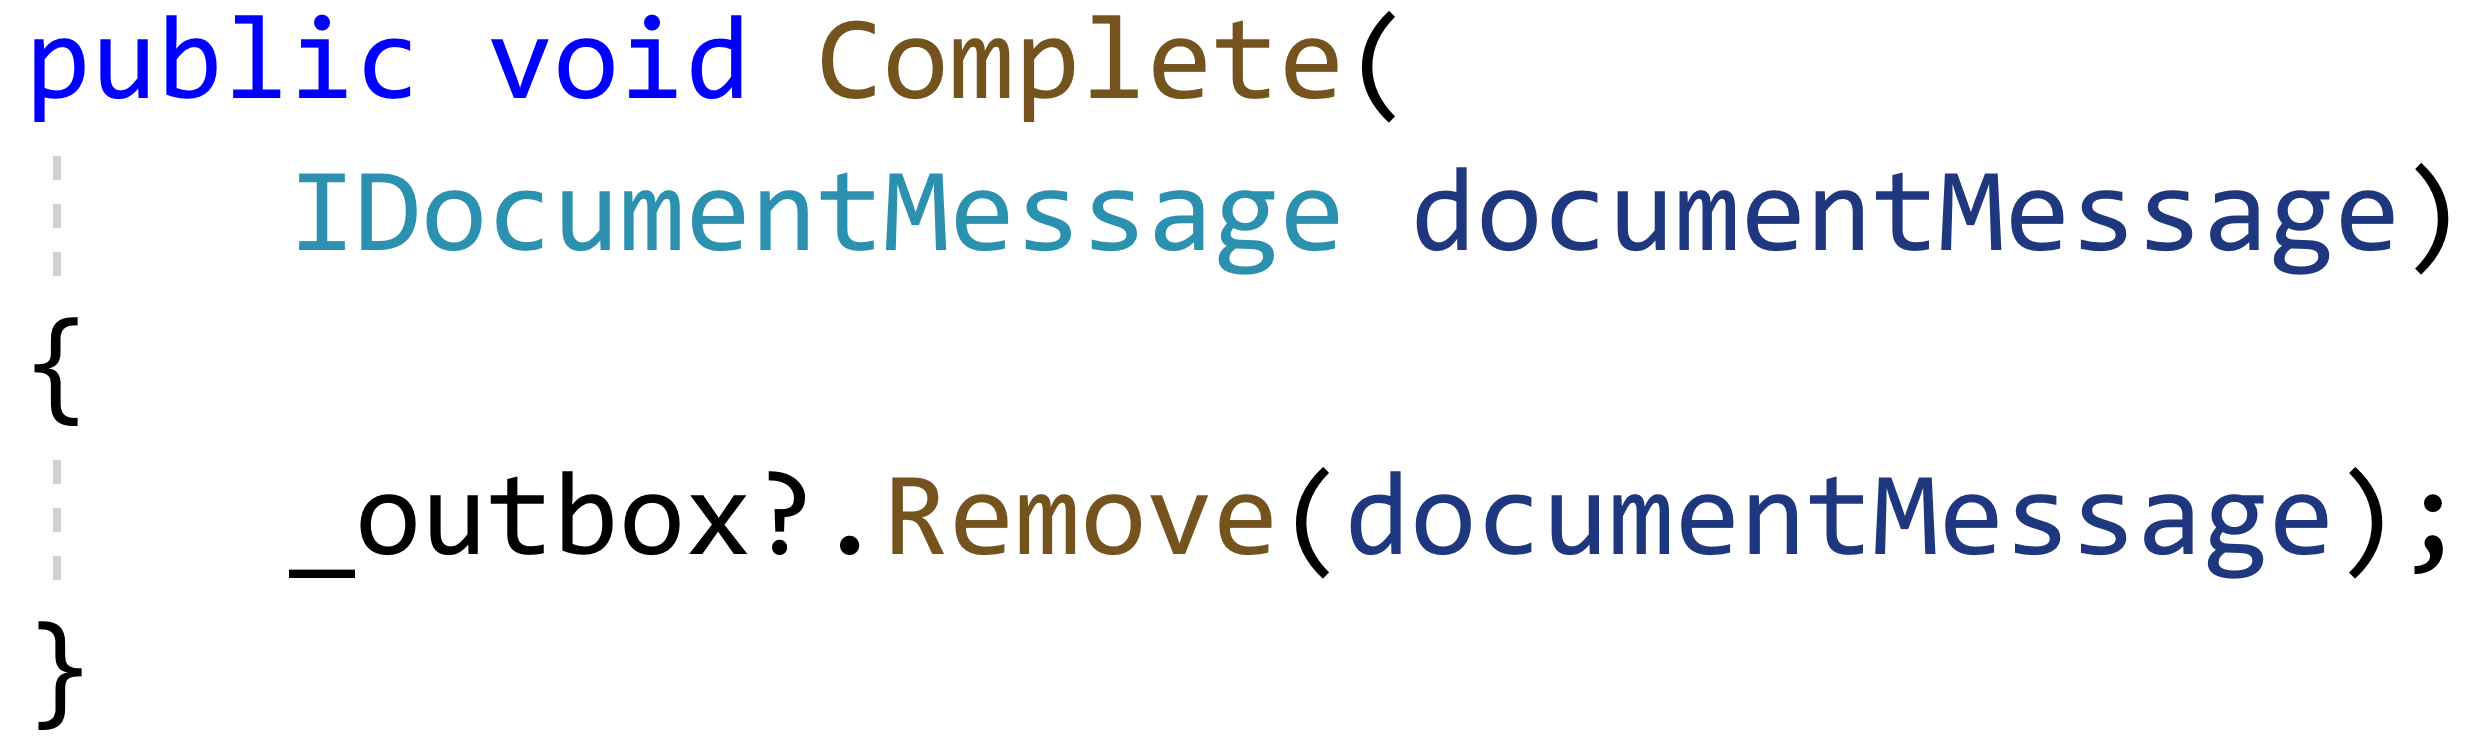 public void Complete(
    IDocumentMessage documentMessage)
{
    _outbox?.Remove(documentMessage);
}